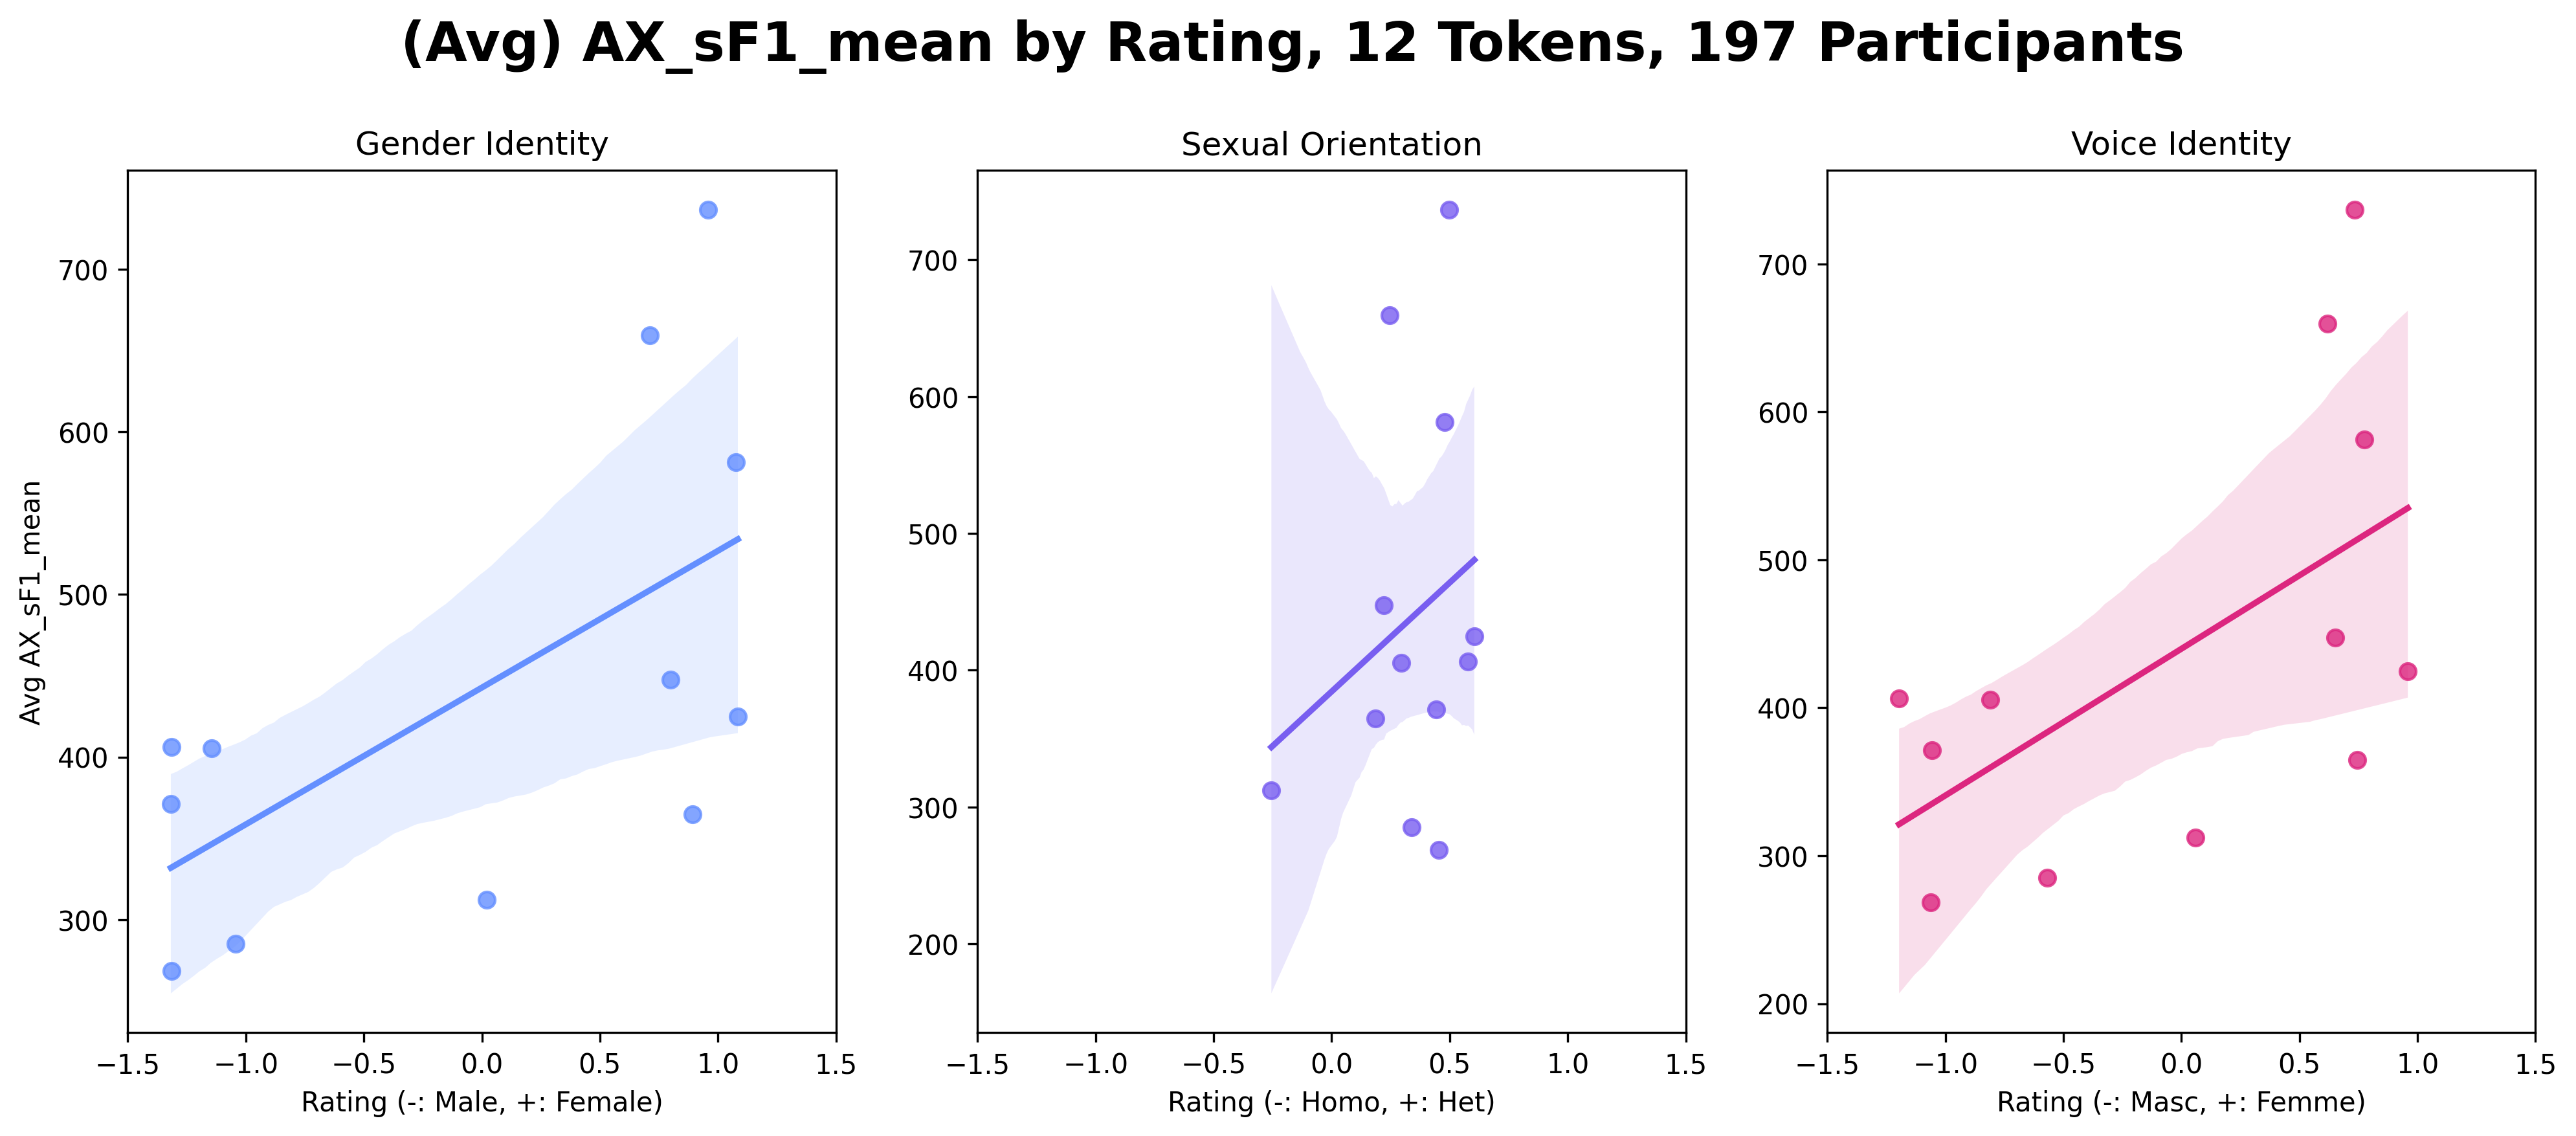 (Avg) AX_sF1_mean by Rating, 12 Tokens, 197 Participants
Gender Identity
Avg AX_sF1_mean
700
600
500
400
300
−1.5 −1.0 −0.5 0.0 0.5 1.0 1.5
Rating (-: Male, +: Female)
Sexual Orientation
700
600
500
400
300
200
−1.5 −1.0 −0.5 0.0 0.5 1.0 1.5
Rating (-: Homo, +: Het)
Voice Identity
700
600
500
400
300
200
−1.5 −1.0 −0.5 0.0 0.5 1.0 1.5
Rating (-: Masc, +: Femme)